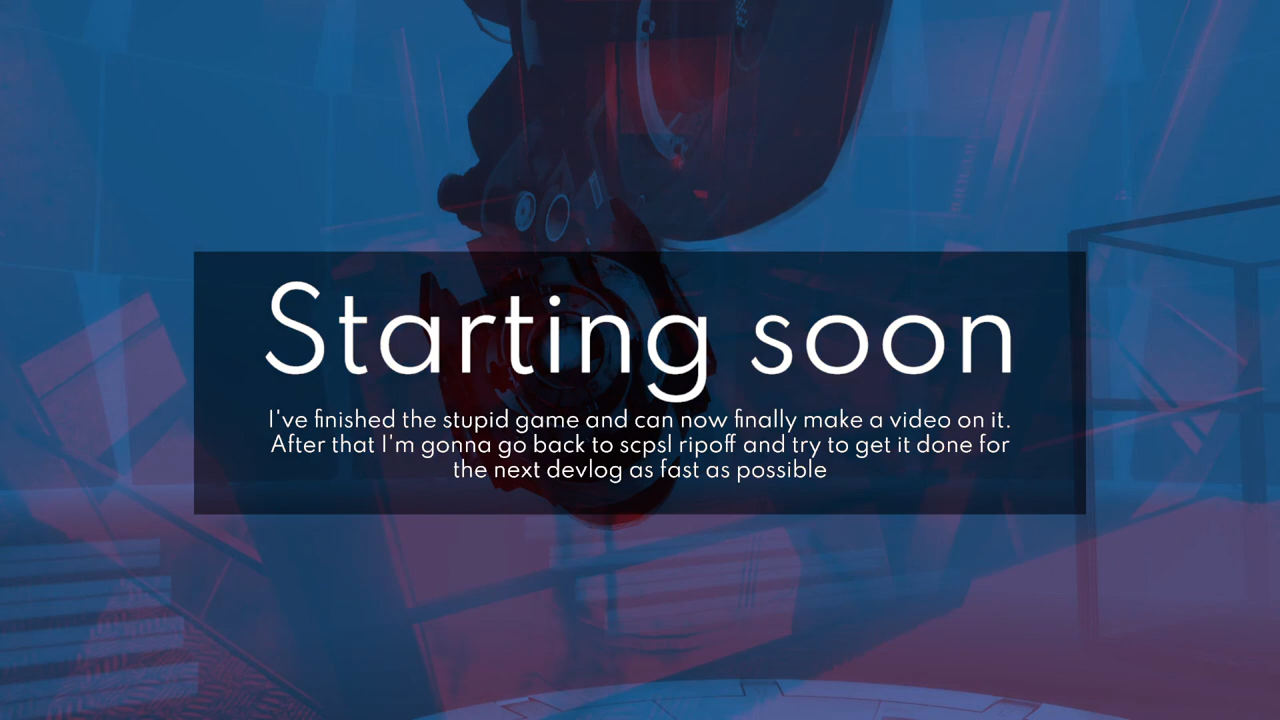 Starting soon
I've finished the stupid game and can now finally make a video on it.
After that I'm gonna go back to scpsl ripoff and try to get it done for
the next devlog as fast as possible